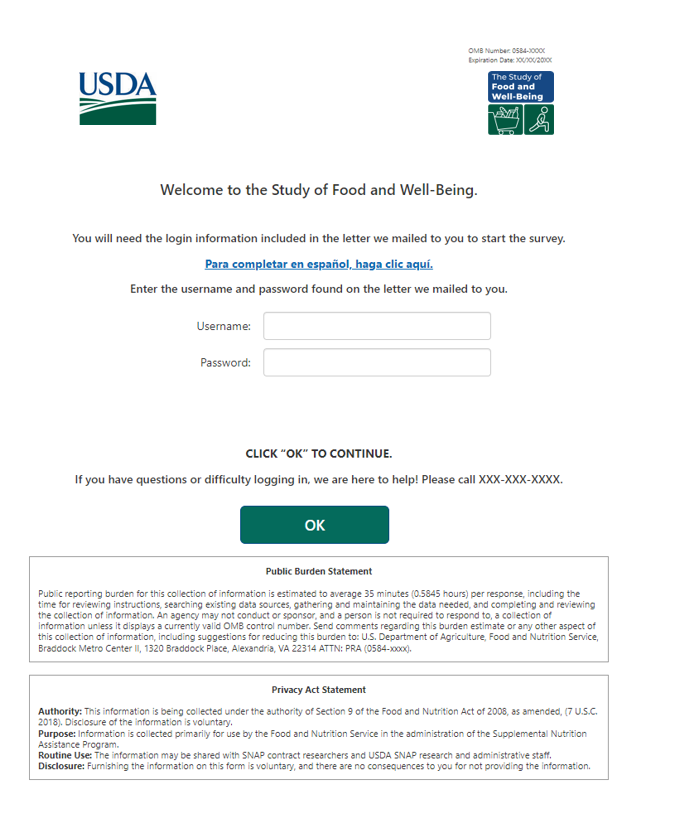 OMB Number: 0584-XXXX
Expiration Date: XX/XX/20XX
USDA
The Study of
Food and
Well-Being
Welcome to the Study of Food and Well-Being.
You will need the login information included in the letter we mailed to you to start the survey.
Para completar en español, haga clic aquí.
Enter the username and password found on the letter we mailed to you.
Username:
Password:
CLICK “OK” TO CONTINUE.
If you have questions or difficulty logging in, we are here to help! Please call XXX-XXX-XXXX.
OK
Public Burden Statement
Public reporting burden for this collection of information is estimated to average 35 minutes (0.5845 hours) per response, including the
time for reviewing instructions, searching existing data sources, gathering and maintaining the data needed, and completing and reviewing
the collection of information. An agency may not conduct or sponsor, and a person is not required to respond to, a collection of
information unless it displays a currently valid OMB control number. Send comments regarding this burden estimate or any other aspect of
this collection of information, including suggestions for reducing this burden to: U.S. Department of Agriculture, Food and Nutrition Service,
Braddock Metro Center II, 1320 Braddock Place, Alexandria, VA 22314 ATTN: PRA (0584-xxxx).
Privacy Act Statement
Authority: This information is being collected under the authority of Section 9 of the Food and Nutrition Act of 2008, as amended, (7 U.S.C.
2018). Disclosure of the information is voluntary.
Purpose: Information is collected primarily for use by the Food and Nutrition Service in the administration of the Supplemental Nutrition
Assistance Program.
Routine Use: The information may be shared with SNAP contract researchers and USDA SNAP research and administrative staff.
Disclosure: Furnishing the information on this form is voluntary, and there are no consequences to you for not providing the information.